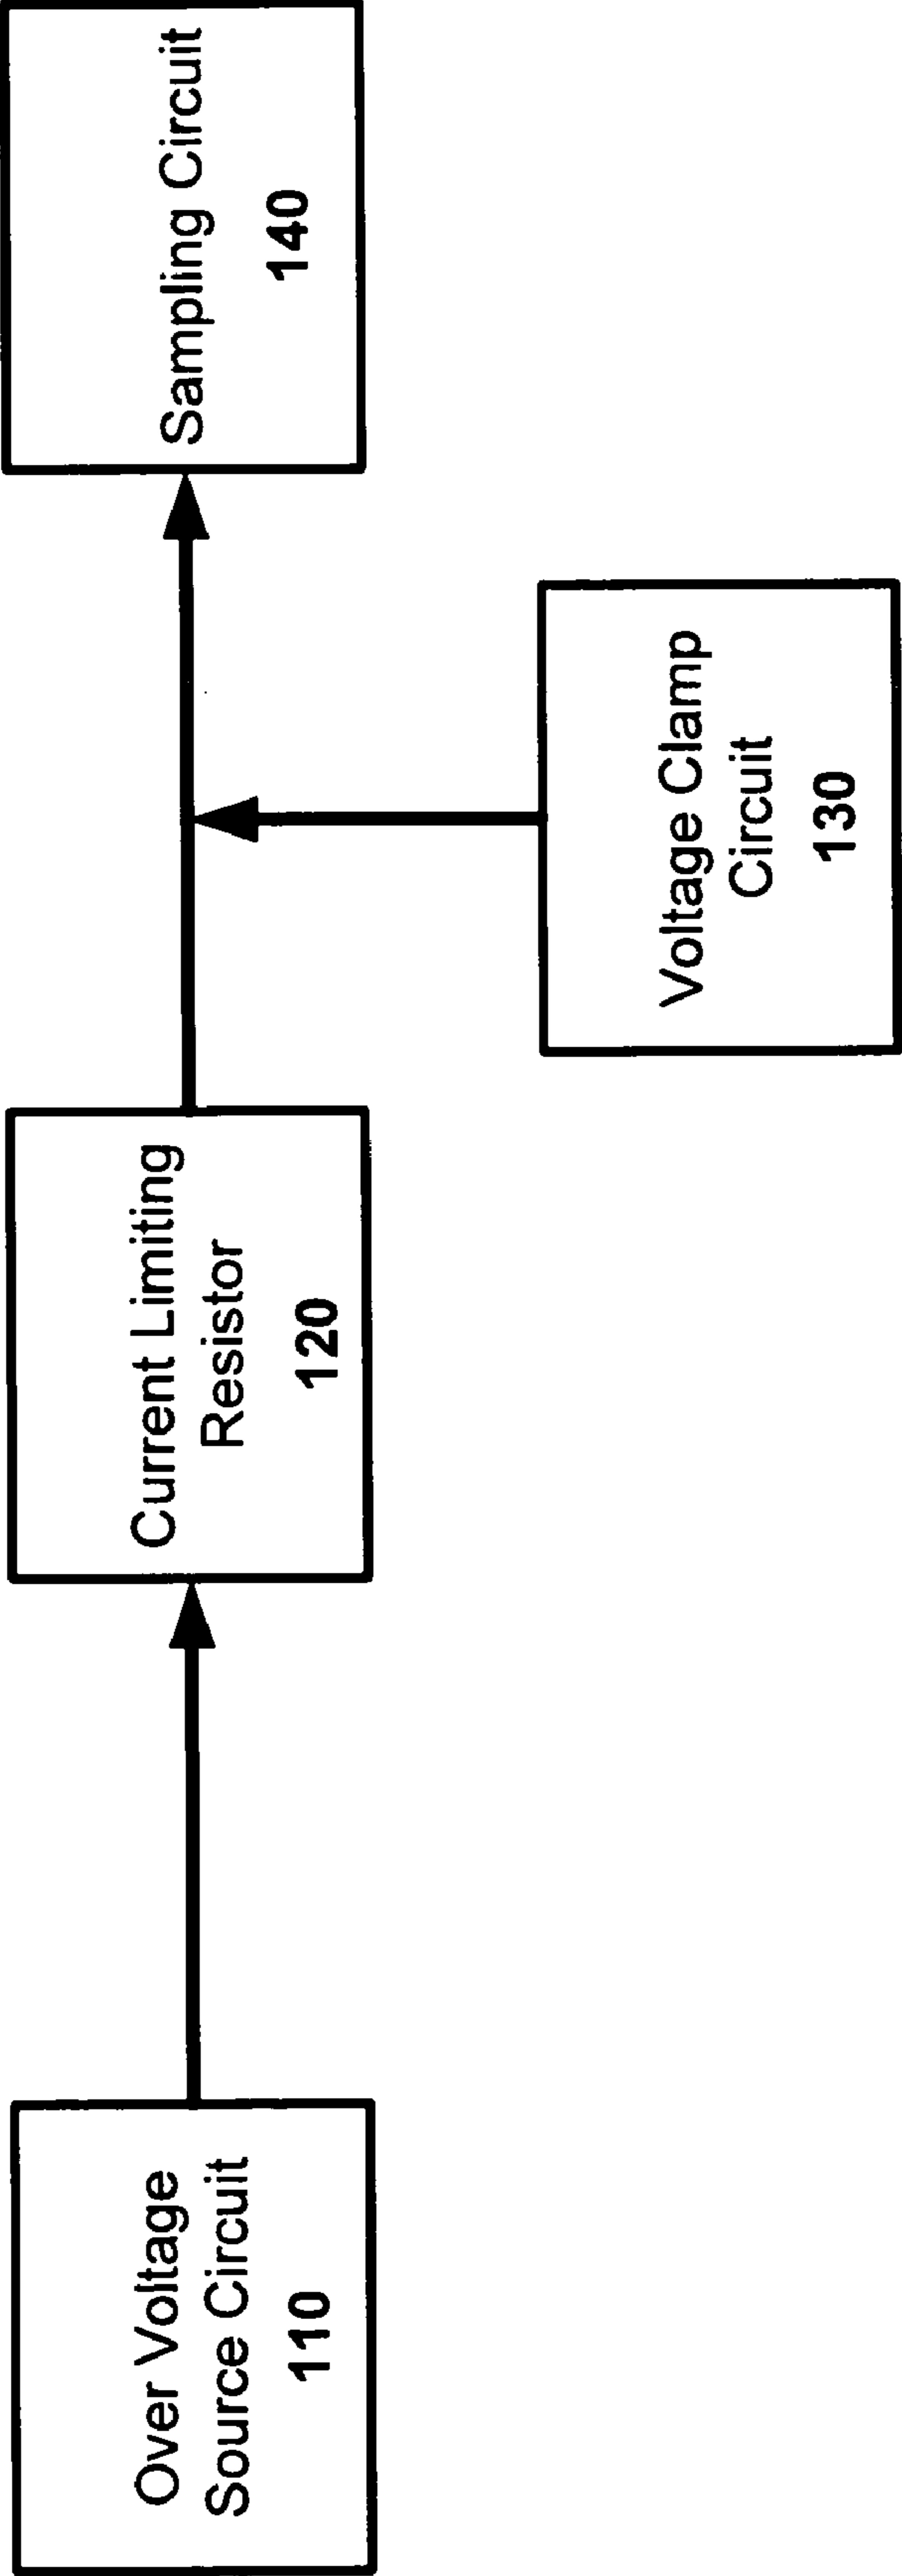 Over Voltage
Source Circuit
110
Current Limiting
Resistor
120
Voltage Clamp
Circuit
130
Sampling Circuit
140